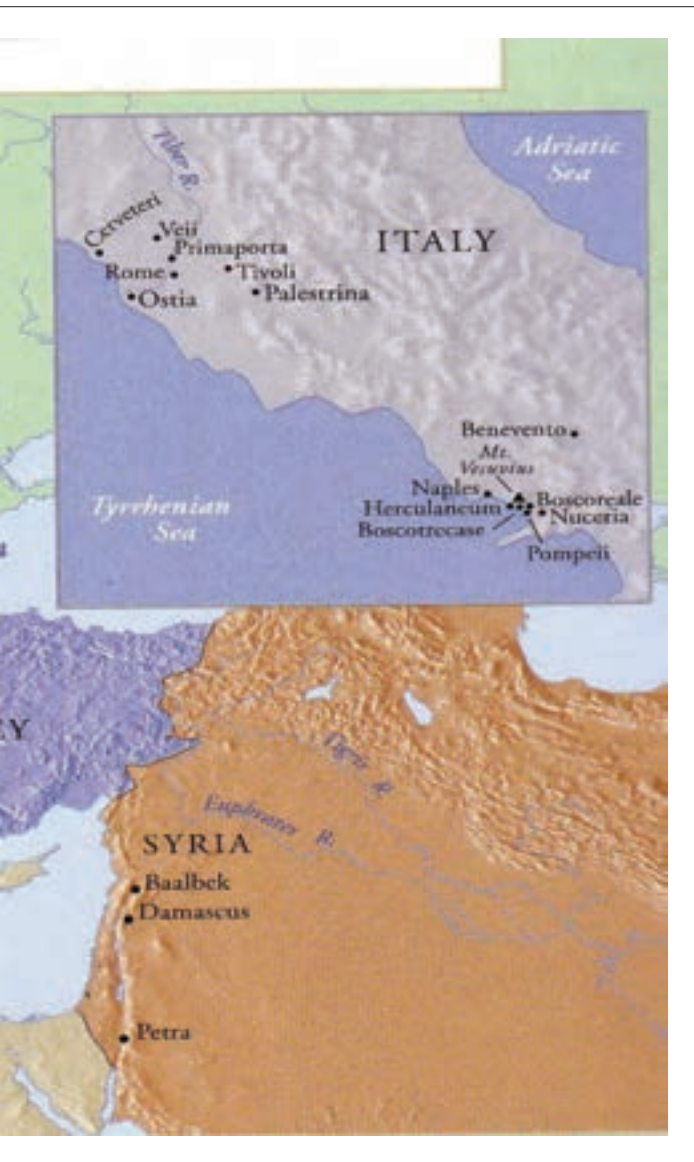 Tiber R.
Adriatic
Sea
Cerveteri
Veii
Primaporta
ITALY
Rome
Tivoli
Ostia
Palestrina
Benevento
Mt.
Vesuvius
Naples
Boscoreale
Herculaneum
Nuceria
Boscotrecase
Pompeii
Tyrrhenian
Sea
EY
Tigris R.
Euphrates R.
SYRIA
Baalbek
Damascus
Petra